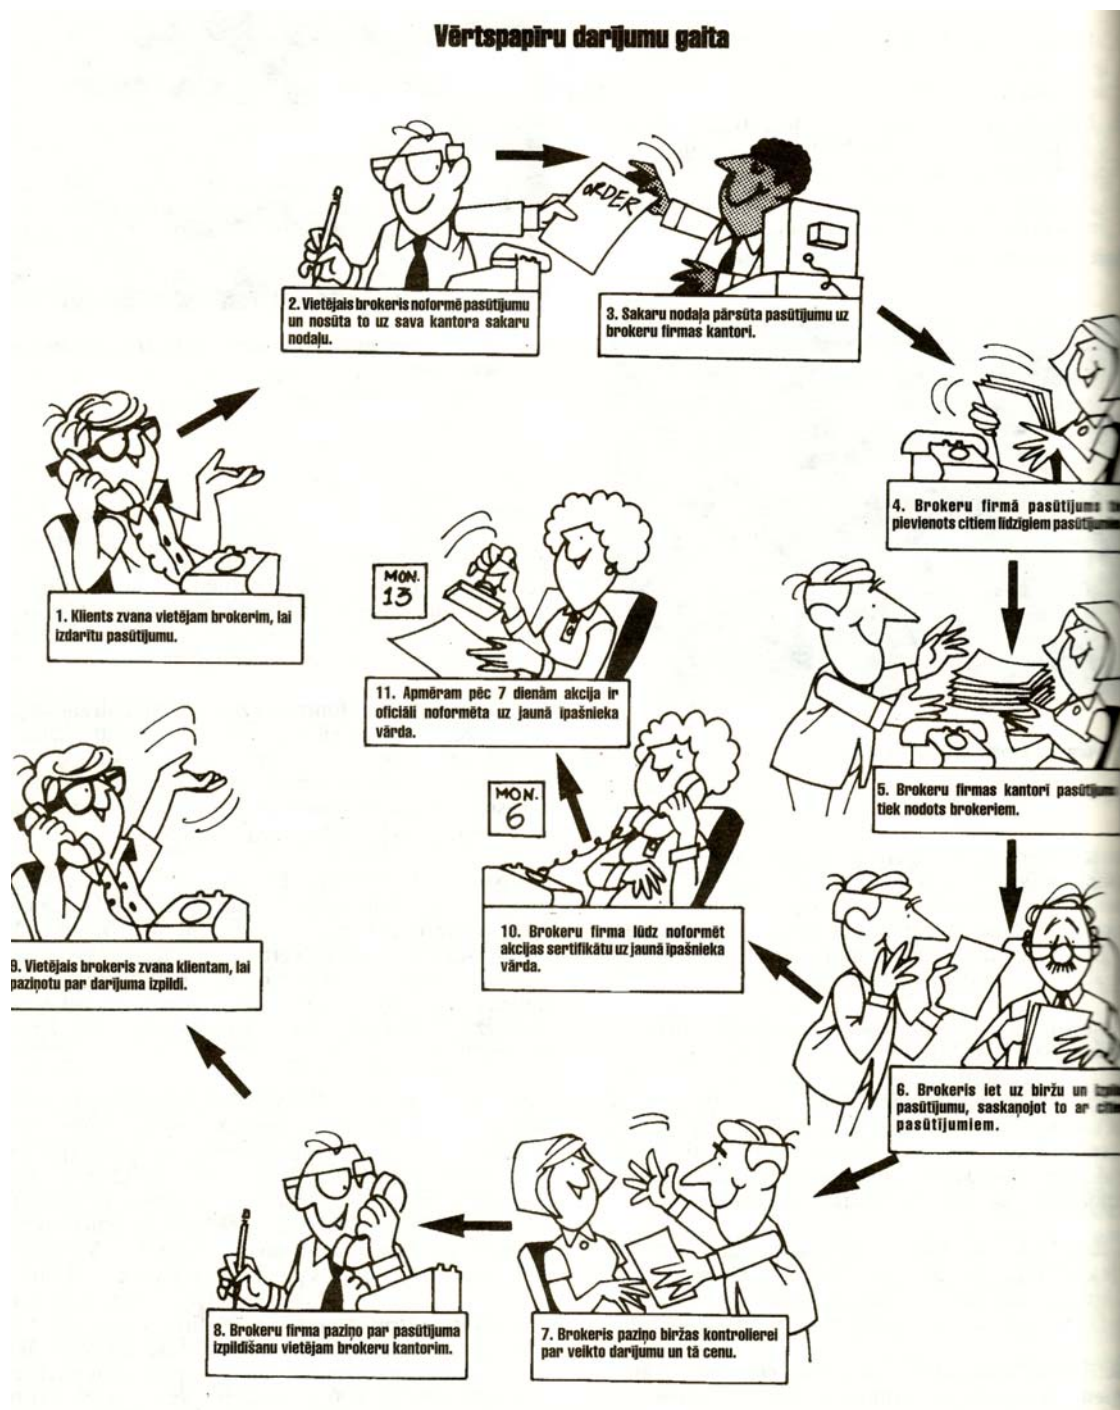 Vērtspapīru darījumu gaita
ORDER
2. Vietējais brokeris noformē pasūtījumu
un nosūta to uz sava kantora sakaru
nodaļu.
3. Sakaru nodaļa pārsūta pasūtījumu uz
brokeru firmas kantori.
4. Brokeru firmā pasūtījums
pievienots citiem līdzīgiem
1. Klients zvana vietējam brokerim, lai
izdarītu pasūtījumu.
MON.
13
11. Apmēram pēc 7 dienām akcija ir
oficiāli noformēta uz jaunā īpašnieka
vārda.
5. Brokeru firmas kantorī
tiek nodots brokeriem.
MON.
6
10. Brokeru firma lūdz noformēt
akcijas sertifikātu uz jaunā īpašnieka
vārda.
9. Vietējais brokeris zvana klientam, lai
paziņotu par darījuma izpildi.
6. Brokeris iet uz biržu un
pasūtījumu, saskaņojot to ar
pasūtījumiem.
8. Brokeru firma paziņo par pasūtījuma
izpildīšanu vietējam brokeru kantorim.
7. Brokeris paziņo biržas kontrolierei
par veikto darījumu un tā cenu.